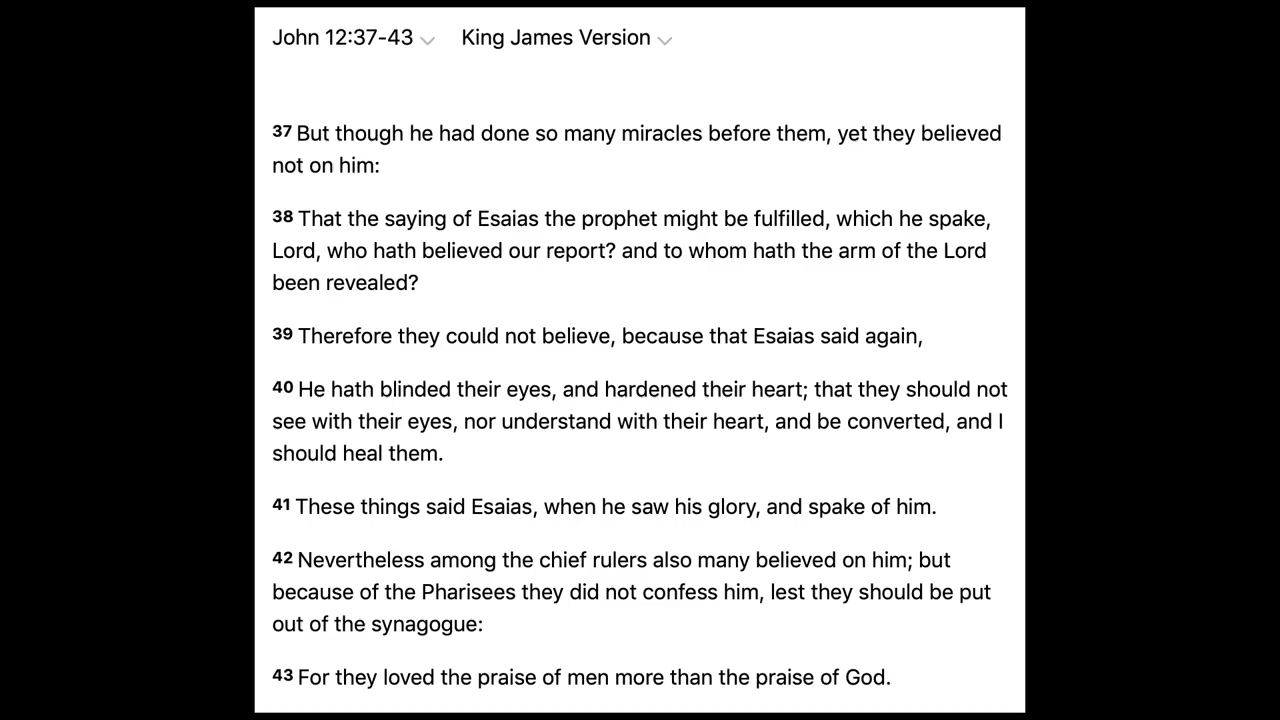 John 12:37-43 King James Version
37 But though he had done so many miracles before them, yet they believed
not on him:
38 That the saying of Esaias the prophet might be fulfilled, which he spake,
Lord, who hath believed our report? and to whom hath the arm of the Lord
been revealed?
39 Therefore they could not believe, because that Esaias said again,
40 He hath blinded their eyes, and hardened their heart; that they should not
see with their eyes, nor understand with their heart, and be converted, and I
should heal them.
41 These things said Esaias, when he saw his glory, and spake of him.
42 Nevertheless among the chief rulers also many believed on him; but
because of the Pharisees they did not confess him, lest they should be put
out of the synagogue:
43 For they loved the praise of men more than the praise of God.